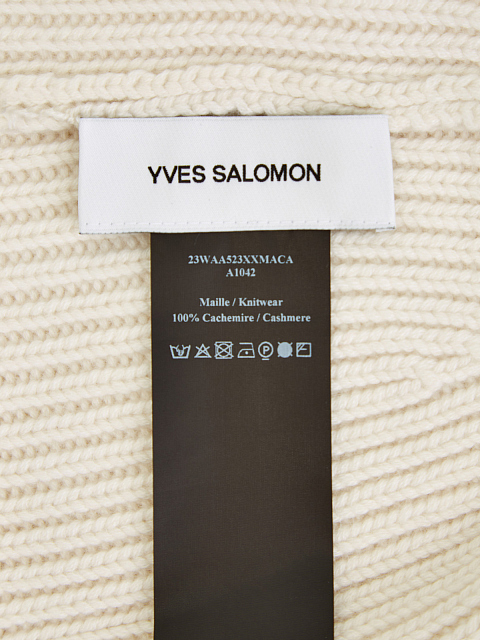 YVES SALOMON
23WAA523XXMACA
A1042
Maille / Knitwear
100% Cachemire / Cashmere
P